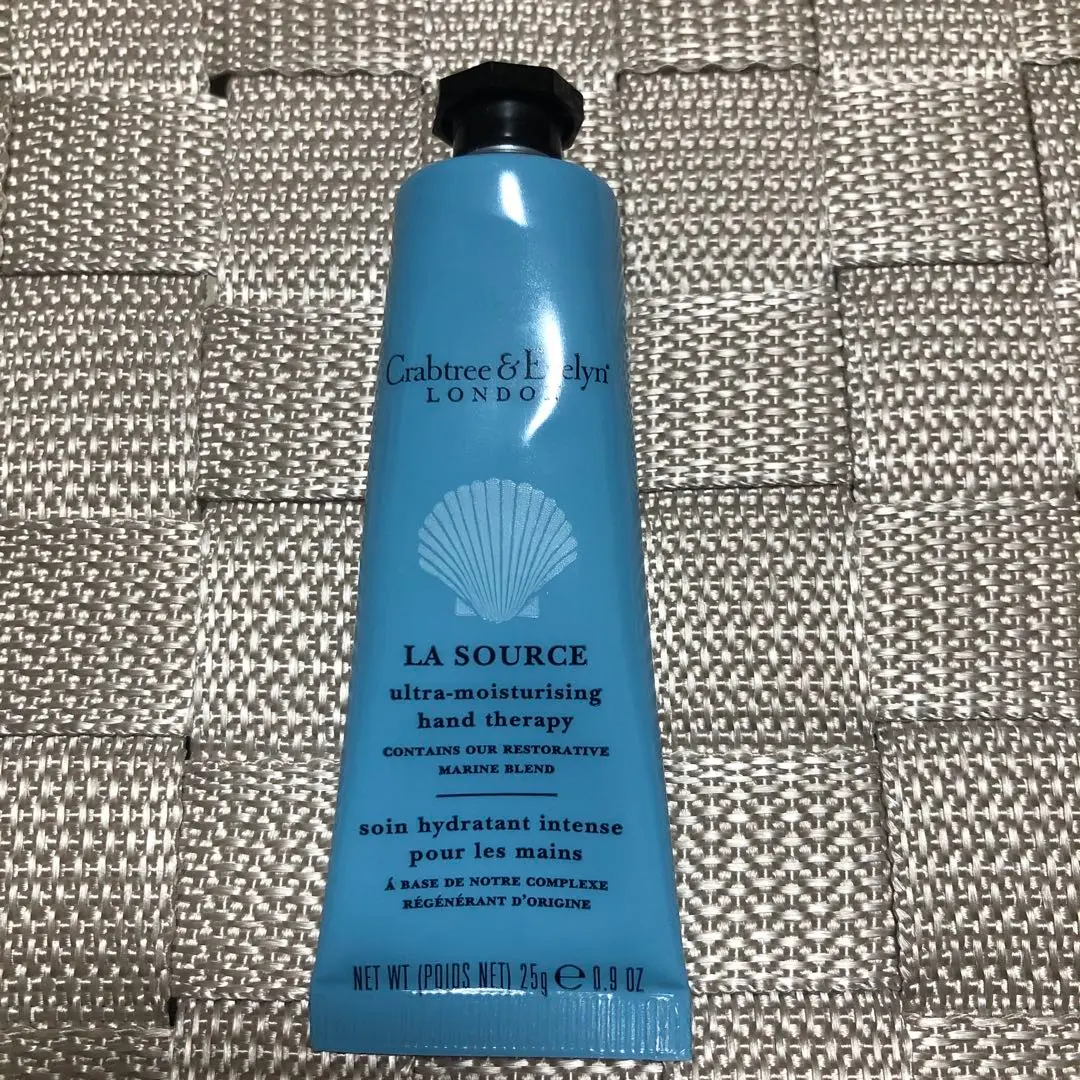 Crabtree & Evelyn®
LONDON
LA SOURCE
ultra-moisturising
hand therapy
CONTAINS OUR RESTORATIVE
MARINE BLEND
soin hydratant intense
pour les mains
Á BASE DE NOTRE COMPLEXE
RÉGÉNÉRANT D'ORIGINE
NET WT (POIDS NET) 25g ℮ 0.9 OZ